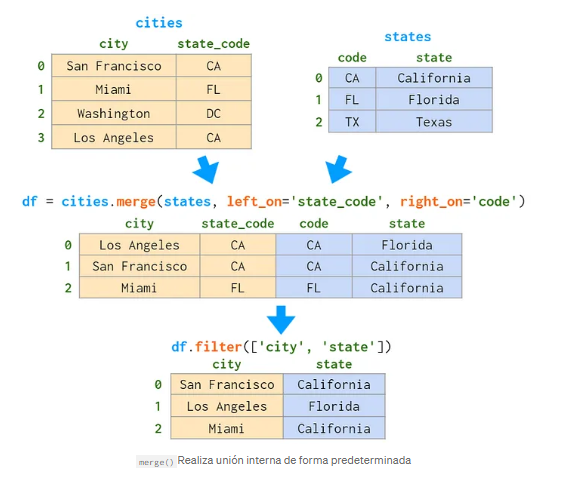 cities
city state_code
0 San Francisco CA
1 Miami FL
2 Washington DC
3 Los Angeles CA
states
code state
0 CA California
1 FL Florida
2 TX Texas
df = cities.merge(states, left_on='state_code', right_on='code')
city state_code code state
0 Los Angeles CA CA Florida
1 San Francisco CA CA California
2 Miami FL FL California
df.filter(['city', 'state'])
city state
0 San Francisco California
1 Los Angeles Florida
2 Miami California
merge() Realiza unión interna de forma predeterminada